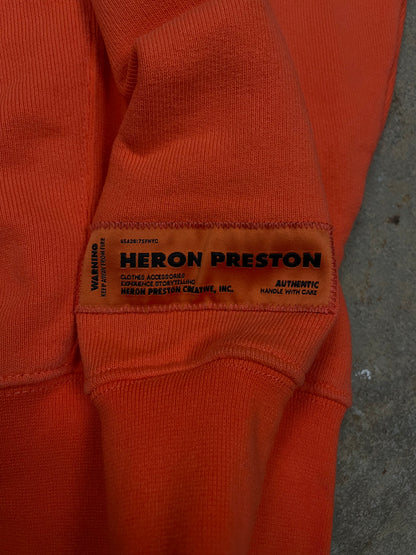 WARNING
KEEP AWAY FROM FIRE
HERON PRESTON
CLOTHES ACCESSORIES
EXPERIENCE STORYTELLING
HERON PRESTON CREATIVE, INC.
AUTHENTIC
HANDLE WITH CARE